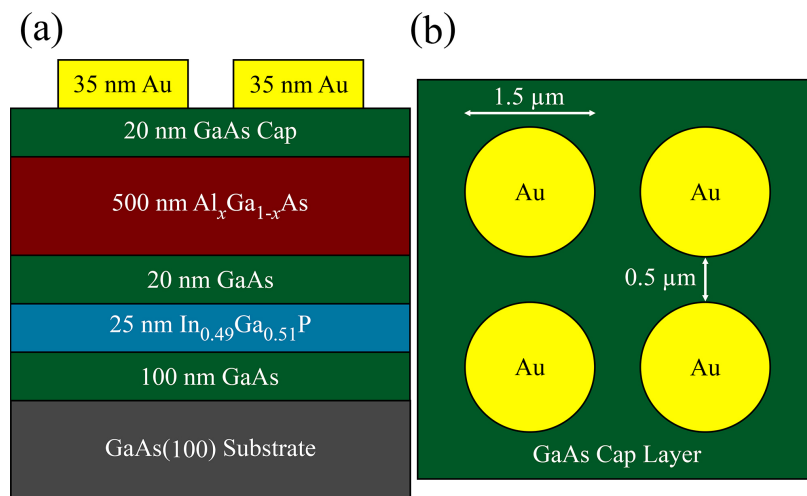 (a)
35 nm Au
35 nm Au
20 nm GaAs Cap
500 nm AlₓGa₁₋ₓAs
20 nm GaAs
25 nm In₀.₄₉Ga₀.₅₁P
100 nm GaAs
GaAs(100) Substrate
(b)
1.5 µm
Au
Au
0.5 µm
Au
Au
GaAs Cap Layer